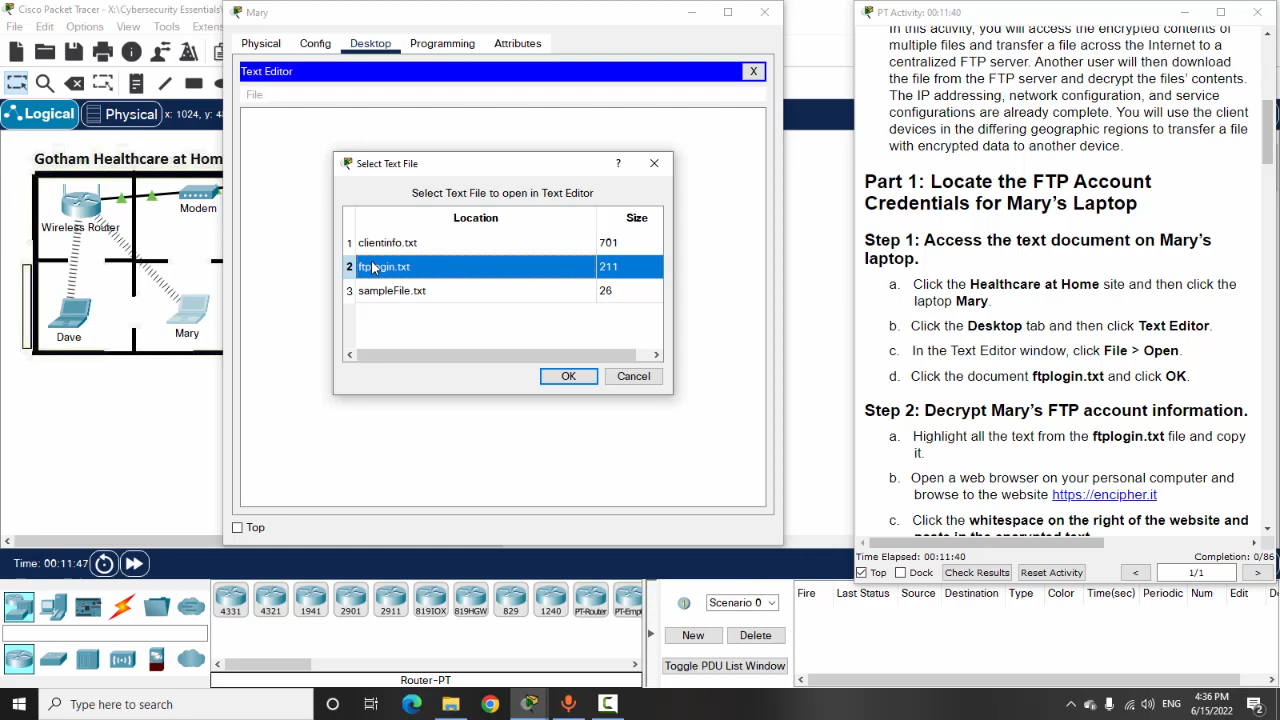 Cisco Packet Tracer - X:\Cybersecurity Essentials\
File Edit Options View Tools Extens
Logical Physical x: 1024, y: 4
Gotham Healthcare at Hom
Wireless Router
Modem
Dave
Mary
Time: 00:11:47
Mary
Physical Config Desktop Programming Attributes
Text Editor X
File
Select Text File ?
Select Text File to open in Text Editor
Location Size
1 clientinfo.txt 701
2 ftplogin.txt 211
3 sampleFile.txt 26
OK Cancel
Top
PT Activity: 00:11:40
In this activity, you will access the encrypted contents of
multiple files and transfer a file across the Internet to a
centralized FTP server. Another user will then download
the file from the FTP server and decrypt the files' contents.
The IP addressing, network configuration, and service
configurations are already complete. You will use the client
devices in the differing geographic regions to transfer a file
with encrypted data to another device.
Part 1: Locate the FTP Account
Credentials for Mary's Laptop
Step 1: Access the text document on Mary's
laptop.
a. Click the Healthcare at Home site and then click the
laptop Mary.
b. Click the Desktop tab and then click Text Editor.
c. In the Text Editor window, click File > Open.
d. Click the document ftplogin.txt and click OK.
Step 2: Decrypt Mary's FTP account information.
a. Highlight all the text from the ftplogin.txt file and copy
it.
b. Open a web browser on your personal computer and
browse to the website https://encipher.it
c. Click the whitespace on the right of the website and
paste in the encrypted text
Time Elapsed: 00:11:40 Completion: 0/86
Top Dock Check Results Reset Activity < 1/1 >
4331 4321 1941 2901 2911 819IOX 819HGW 829 1240 PT-Router PT-Empt
Router-PT
Scenario 0
New Delete
Toggle PDU List Window
Fire Last Status Source Destination Type Color Time(sec) Periodic Num Edit De
Type here to search
ENG
4:36 PM
6/15/2022
2